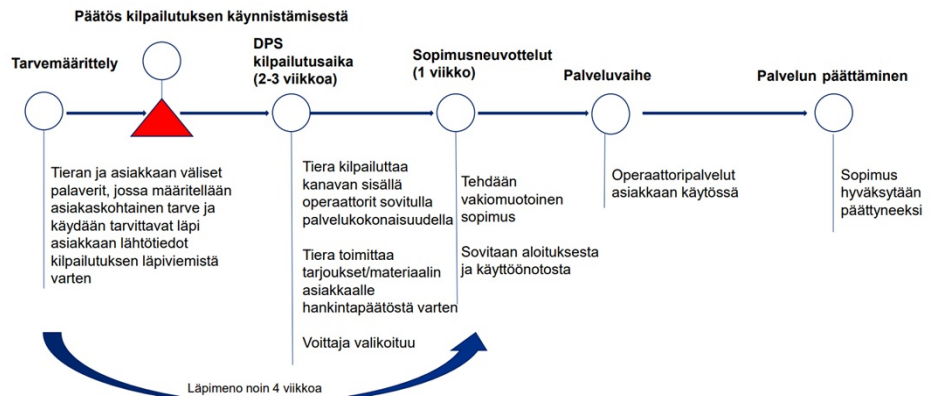 Päätös kilpailutuksen käynnistämisestä
Tarvemäärittely
DPS
kilpailutusaika
(2-3 viikkoa)
Sopimusneuvottelut
(1 viikko)
Palveluvaihe
Palvelun päättäminen
Tieran ja asiakkaan väliset
palaverit, jossa määritellään
asiakaskohtainen tarve ja
käydään tarvittavat läpi
asiakkaan lähtötiedot
kilpailutuksen läpiviemistä
varten
Tiera kilpailuttaa
kanavan sisällä
operaattorit sovitulla
palvelukokonaisuudella
Tiera toimittaa
tarjoukset/materiaalin
asiakkaalle
hankintapäätöstä varten
Voittaja valikoituu
Tehdään
vakiomuotoinen
sopimus
Sovitaan aloituksesta
ja käyttöönotosta
Operaattoripalvelut
asiakkaan käytössä
Sopimus
hyväksytään
päättyneeksi
Läpimeno noin 4 viikkoa